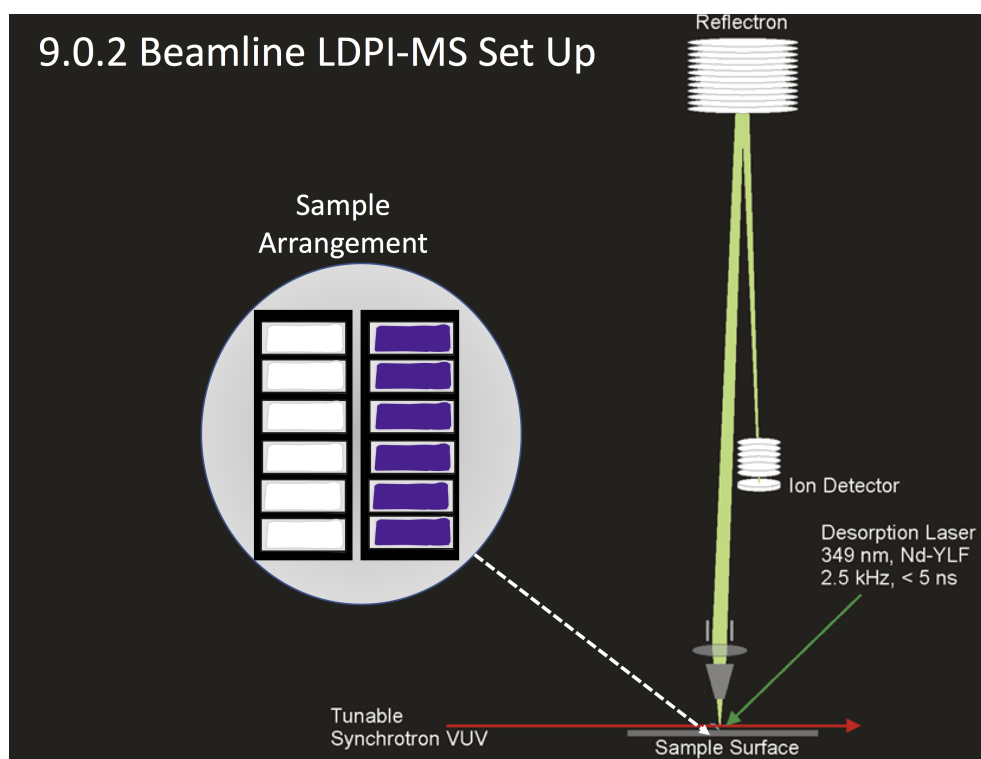 Reflectron
9.0.2 Beamline LDPI-MS Set Up
Sample
Arrangement
Ion Detector
Desorption Laser
349 nm, Nd-YLF
2.5 kHz, < 5 ns
Tunable
Synchrotron VUV
Sample Surface